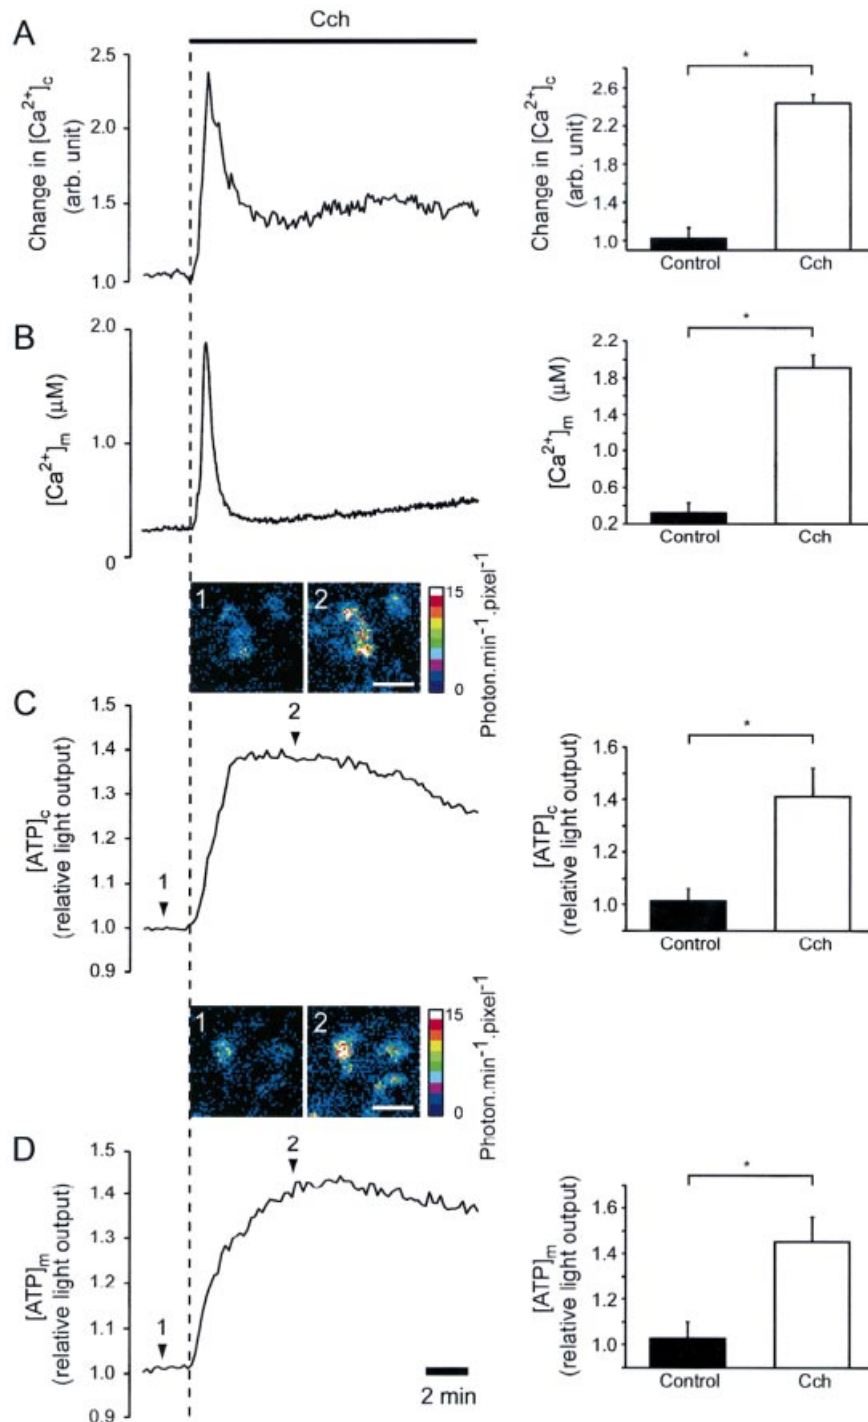 A
Cch
Change in [Ca²⁺]c
(arb. unit)
2.5
2.0
1.5
1.0
Change in [Ca²⁺]c
(arb. unit)
2.6
2.2
1.8
1.4
1.0
*
Control
Cch
B
[Ca²⁺]m (μM)
2.0
1.0
0
[Ca²⁺]m (μM)
2.2
1.8
1.4
1.0
0.6
0.2
*
Control
Cch
1
2
15
0
Photon.min⁻¹.pixel⁻¹
C
[ATP]c
(relative light output)
1.5
1.4
1.3
1.2
1.1
1.0
0.9
1
2
[ATP]c
(relative light output)
1.6
1.4
1.2
1.0
*
Control
Cch
1
2
15
0
Photon.min⁻¹.pixel⁻¹
D
[ATP]m
(relative light output)
1.5
1.4
1.3
1.2
1.1
1.0
0.9
1
2
2 min
[ATP]m
(relative light output)
1.6
1.4
1.2
1.0
*
Control
Cch